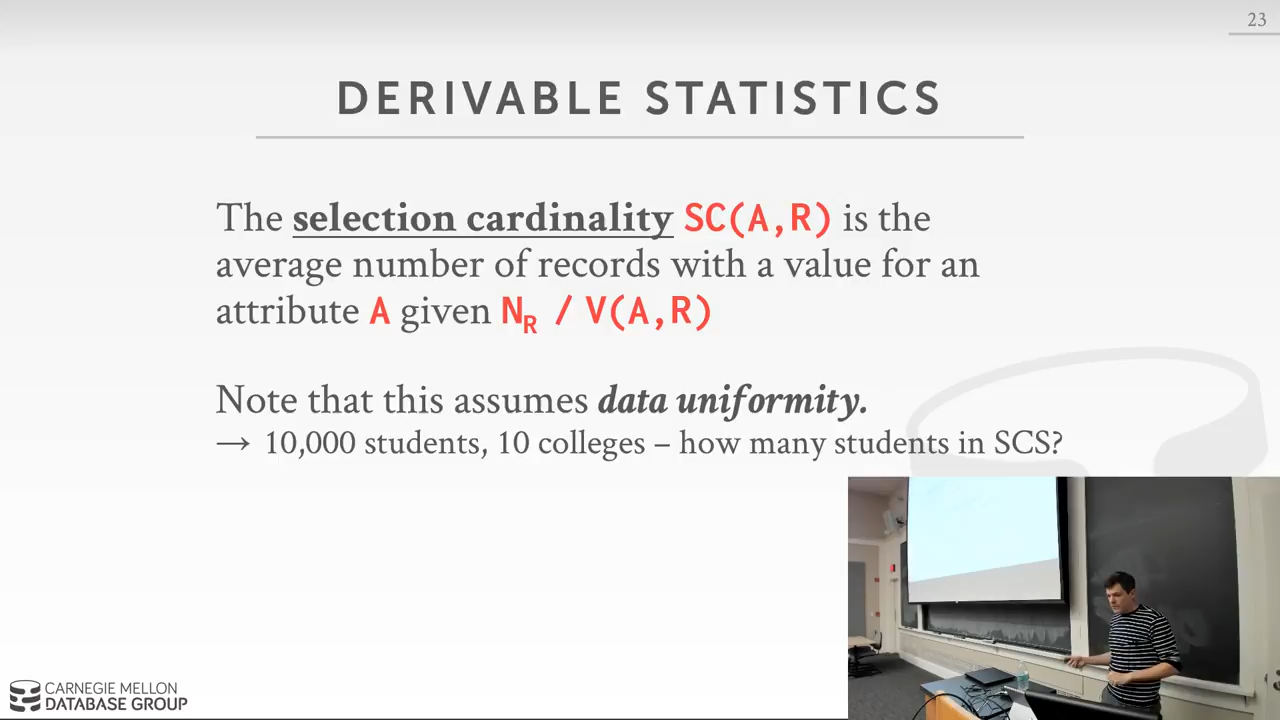 23
DERIVABLE STATISTICS
The selection cardinality SC(A,R) is the
average number of records with a value for an
attribute A given NR / V(A,R)
Note that this assumes data uniformity.
→ 10,000 students, 10 colleges – how many students in SCS?
CARNEGIE MELLON
DATABASE GROUP